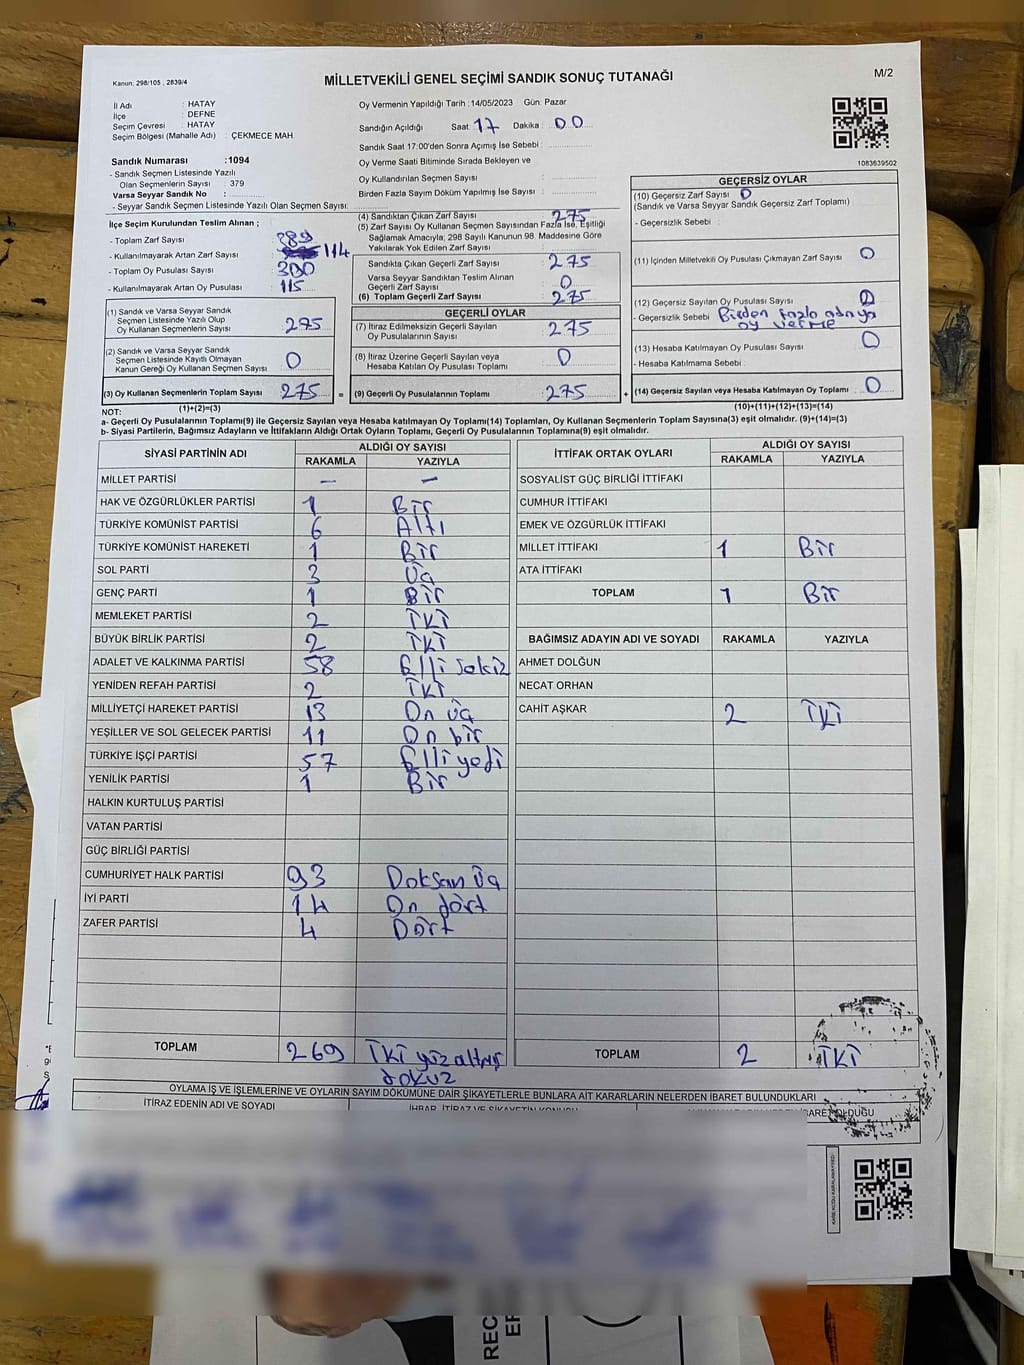 Kanun: 298/105 , 2839/4
MİLLETVEKİLİ GENEL SEÇİMİ SANDIK SONUÇ TUTANAĞI
M/2
İl Adı : HATAY
İlçe : DEFNE
Seçim Çevresi : HATAY
Seçim Bölgesi (Mahalle Adı) : ÇEKMECE MAH.
Sandık Numarası :1094
- Sandık Seçmen Listesinde Yazılı
Olan Seçmenlerin Sayısı : 379
Varsa Seyyar Sandık No :
- Seyyar Sandık Seçmen Listesinde Yazılı Olan Seçmen Sayısı:
Oy Vermenin Yapıldığı Tarih :14/05/2023 Gün: Pazar
Sandığın Açıldığı Saat: 17 Dakika : 00
Sandık Saat 17:00'den Sonra Açımış İse Sebebi :
Oy Verme Saati Bitiminde Sırada Bekleyen ve
Oy Kullandırılan Seçmen Sayısı :
Birden Fazla Sayım Döküm Yapılmış İse Sayısı :
1083639502
İlçe Seçim Kurulundan Teslim Alınan ;
- Toplam Zarf Sayısı : 389
- Kullanılmayarak Artan Zarf Sayısı : 114
- Toplam Oy Pusulası Sayısı : 390
- Kullanılmayarak Artan Oy Pusulası : 115
(1) Sandık ve Varsa Seyyar Sandık
Seçmen Listesinde Yazılı Olup
Oy Kullanan Seçmenlerin Sayısı : 275
(2) Sandık ve Varsa Seyyar Sandık
Seçmen Listesinde Kayıtlı Olmayan
Kanun Gereği Oy Kullanan Seçmen Sayısı : 0
(3) Oy Kullanan Seçmenlerin Toplam Sayısı : 275 =
(1)+(2)=(3)
(4) Sandıktan Çıkan Zarf Sayısı : 275
(5) Zarf Sayısı Oy Kullanan Seçmen Sayısından Fazla İse, Eşitliği
Sağlamak Amacıyla; 298 Sayılı Kanunun 98. Maddesine Göre
Yakılarak Yok Edilen Zarf Sayısı :
Sandıkta Çıkan Geçerli Zarf Sayısı : 275
Varsa Seyyar Sandıktan Teslim Alınan
Geçerli Zarf Sayısı : 0
(6) Toplam Geçerli Zarf Sayısı : 275
GEÇERLİ OYLAR
(7) İtiraz Edilmeksizin Geçerli Sayılan
Oy Pusulalarının Sayısı : 275
(8) İtiraz Üzerine Geçerli Sayılan veya
Hesaba Katılan Oy Pusulası Toplamı : 0
(9) Geçerli Oy Pusulalarının Toplamı : 275 +
GEÇERSİZ OYLAR
(10) Geçersiz Zarf Sayısı : 0
(Sandık ve Varsa Seyyar Sandık Geçersiz Zarf Toplamı)
- Geçersizlik Sebebi :
(11) İçinden Milletvekili Oy Pusulası Çıkmayan Zarf Sayısı : 0
(12) Geçersiz Sayılan Oy Pusulası Sayısı :
- Geçersizlik Sebebi : Birden fazla adaya
oy verme
(13) Hesaba Katılmayan Oy Pusulası Sayısı : 0
- Hesaba Katılmama Sebebi :
(14) Geçersiz Sayılan veya Hesaba Katılmayan Oy Toplamı : 0
(10)+(11)+(12)+(13)=(14)
NOT:
a- Geçerli Oy Pusulalarının Toplamı(9) ile Geçersiz Sayılan veya Hesaba katılmayan Oy Toplamı(14) Toplamları, Oy Kullanan Seçmenlerin Toplam Sayısına(3) eşit olmalıdır. (9)+(14)=(3)
b- Siyasi Partilerin, Bağımsız Adayların ve İttifakların Aldığı Ortak Oyların Toplamı, Geçerli Oy Pusulalarının Toplamına(9) eşit olmalıdır.
SİYASİ PARTİNİN ADI ALDIĞI OY SAYISI
RAKAMLA YAZIYLA
MİLLET PARTİSİ – –
HAK VE ÖZGÜRLÜKLER PARTİSİ 1 Bir
TÜRKİYE KOMÜNİST PARTİSİ 6 Altı
TÜRKİYE KOMÜNİST HAREKETİ 1 Bir
SOL PARTİ 3 Üç
GENÇ PARTİ 1 Bir
MEMLEKET PARTİSİ 2 İki
BÜYÜK BİRLİK PARTİSİ 2 İki
ADALET VE KALKINMA PARTİSİ 58 Elli sekiz
YENİDEN REFAH PARTİSİ 2 İki
MİLLİYETÇİ HAREKET PARTİSİ 13 On üç
YEŞİLLER VE SOL GELECEK PARTİSİ 11 On bir
TÜRKİYE İŞÇİ PARTİSİ 57 Elli yedi
YENİLİK PARTİSİ 1 Bir
HALKIN KURTULUŞ PARTİSİ
VATAN PARTİSİ
GÜÇ BİRLİĞİ PARTİSİ
CUMHURİYET HALK PARTİSİ 93 Doksan üç
İYİ PARTİ 14 On dört
ZAFER PARTİSİ 4 Dört
TOPLAM 269 İki yüz altmış
dokuz
İTTİFAK ORTAK OYLARI ALDIĞI OY SAYISI
RAKAMLA YAZIYLA
SOSYALİST GÜÇ BİRLİĞİ İTTİFAKI
CUMHUR İTTİFAKI
EMEK VE ÖZGÜRLÜK İTTİFAKI
MİLLET İTTİFAKI 1 Bir
ATA İTTİFAKI
TOPLAM 1 Bir
BAĞIMSIZ ADAYIN ADI VE SOYADI RAKAMLA YAZIYLA
AHMET DOLĞUN
NECAT ORHAN
CAHİT AŞKAR 2 İki
TOPLAM 2 İki
OYLAMA İŞ VE İŞLEMLERİNE VE OYLARIN SAYIM DÖKÜMÜNE DAİR ŞİKAYETLERLE BUNLARA AİT KARARLARIN NELERDEN İBARET BULUNDUKLARI
İTİRAZ EDENİN ADI VE SOYADI
İHBAR, İTİRAZ VE ŞİKAYETİN KONUSU
OLDUĞU
REC